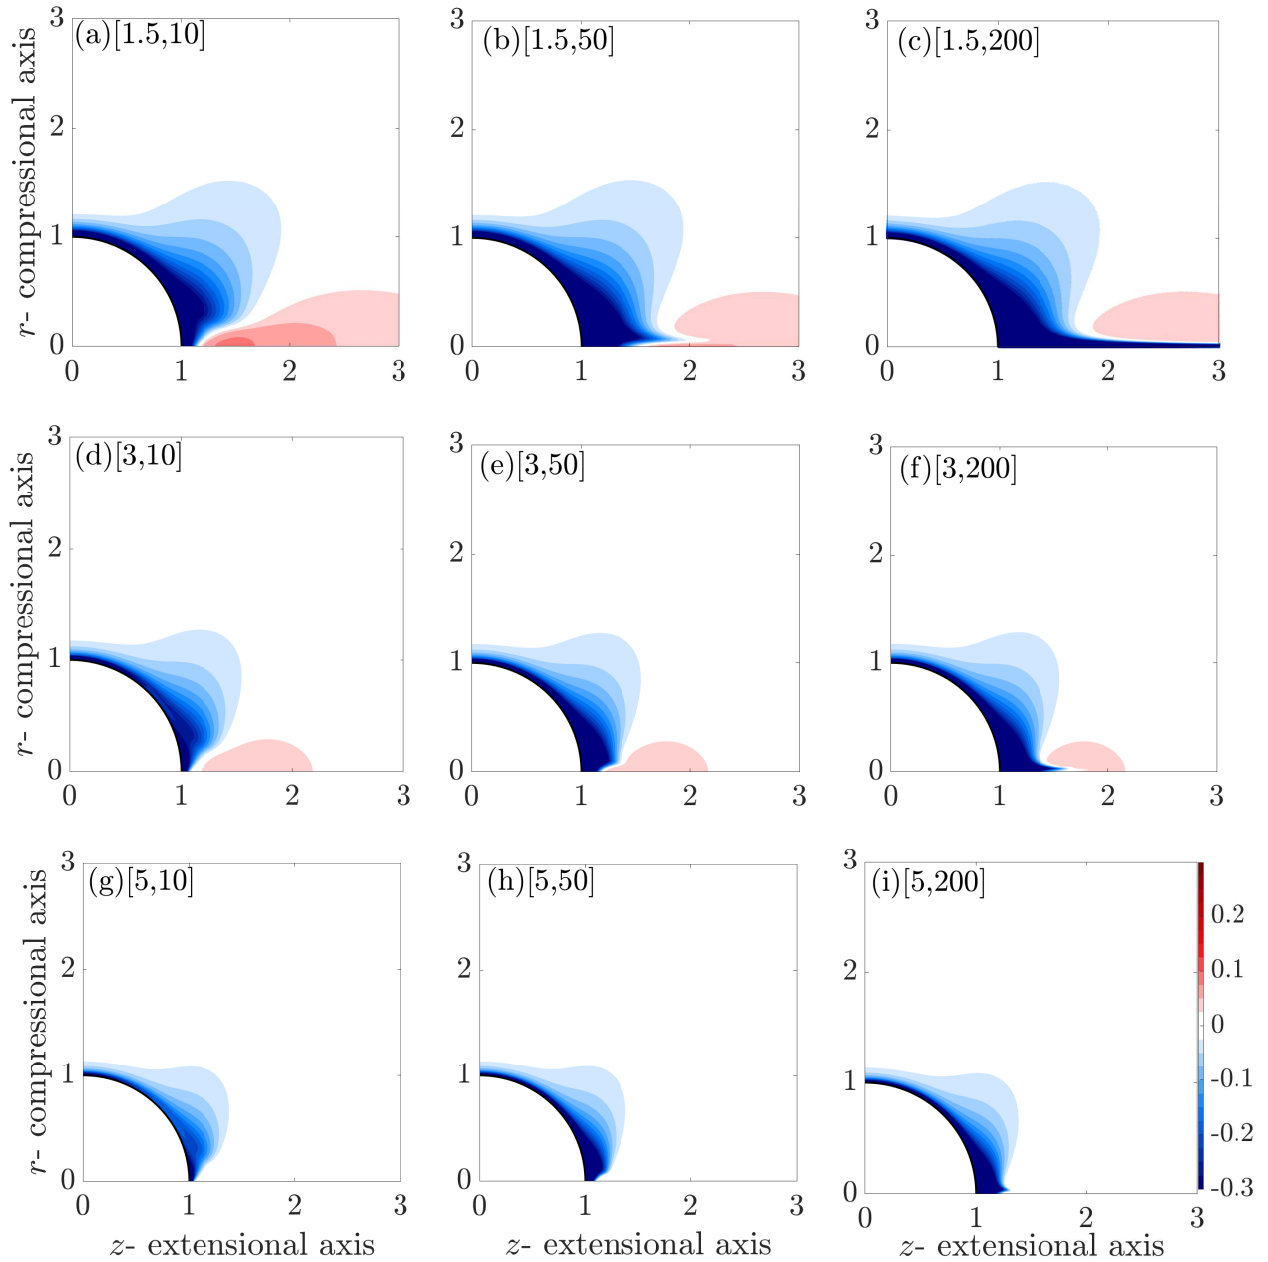 (a)[1.5,10]
(b)[1.5,50]
(c)[1.5,200]
r- compressional axis
3
2
1
0
0 1 2 3
3
2
1
0
0 1 2 3
3
2
1
0
0 1 2 3
(d)[3,10]
(e)[3,50]
(f)[3,200]
r- compressional axis
3
2
1
0
0 1 2 3
3
2
1
0
0 1 2 3
3
2
1
0
0 1 2 3
(g)[5,10]
(h)[5,50]
(i)[5,200]
r- compressional axis
3
2
1
0
0 1 2 3
3
2
1
0
0 1 2 3
3
2
1
0
0 1 2 3
0.2
0.1
0
-0.1
-0.2
-0.3
z- extensional axis
z- extensional axis